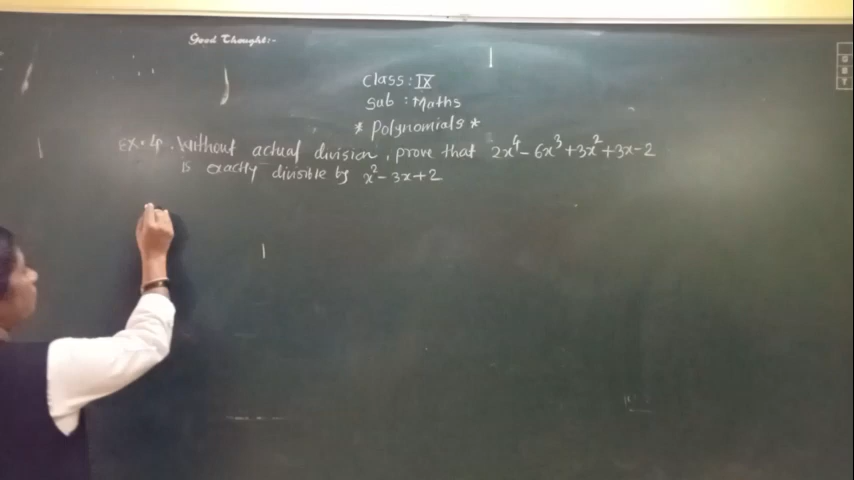 Good Thought:-
Class: IX
Sub : Maths
* Polynomials *
Ex. 4. Without actual division, prove that 2x⁴ - 6x³ + 3x² + 3x - 2
is exactly divisible by x² - 3x + 2